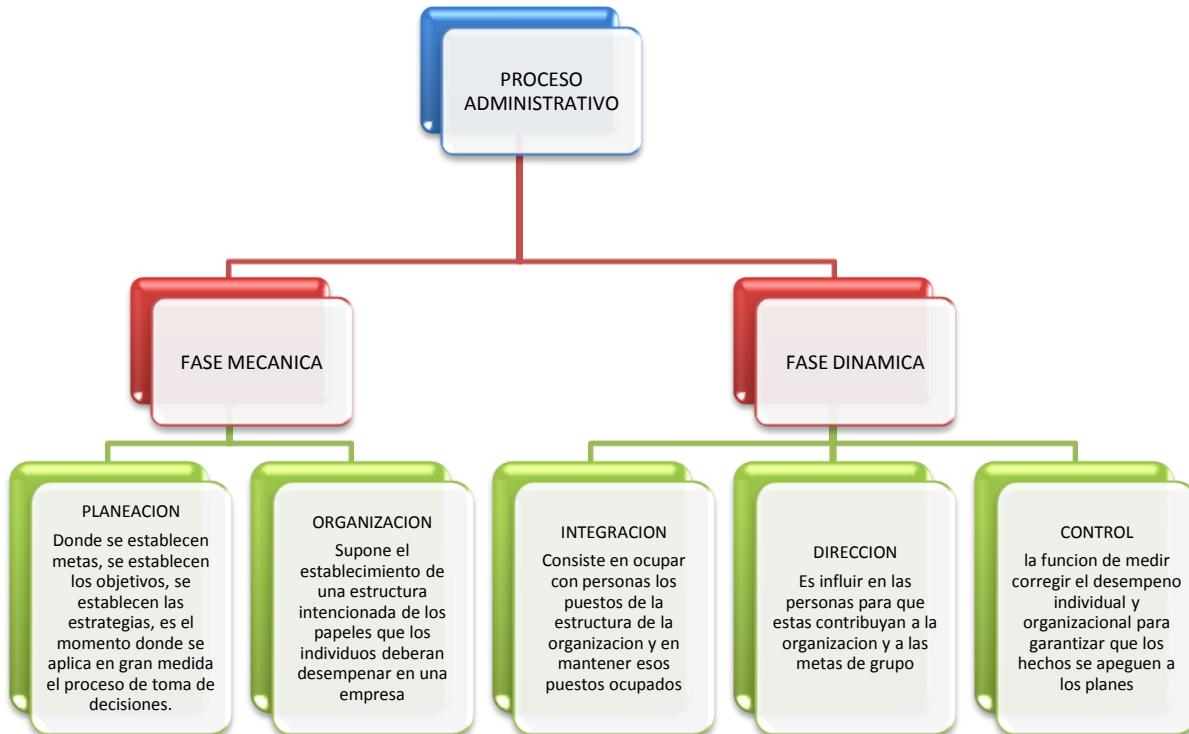 PROCESO
ADMINISTRATIVO
FASE MECANICA
FASE DINAMICA
PLANEACION
Donde se establecen
metas, se establecen
los objetivos, se
establecen las
estrategias, es el
momento donde se
aplica en gran medida
el proceso de toma de
decisiones.
ORGANIZACION
Supone el
establecimiento de
una estructura
intencionada de los
papeles que los
individuos deberan
desempenar en una
empresa
INTEGRACION
Consiste en ocupar
con personas los
puestos de la
estructura de la
organizacion y en
mantener esos
puestos ocupados
DIRECCION
Es influir en las
personas para que
estas contribuyan a la
organizacion y a las
metas de grupo
CONTROL
la funcion de medir
corregir el desempeno
individual y
organizacional para
garantizar que los
hechos se apeguen a
los planes